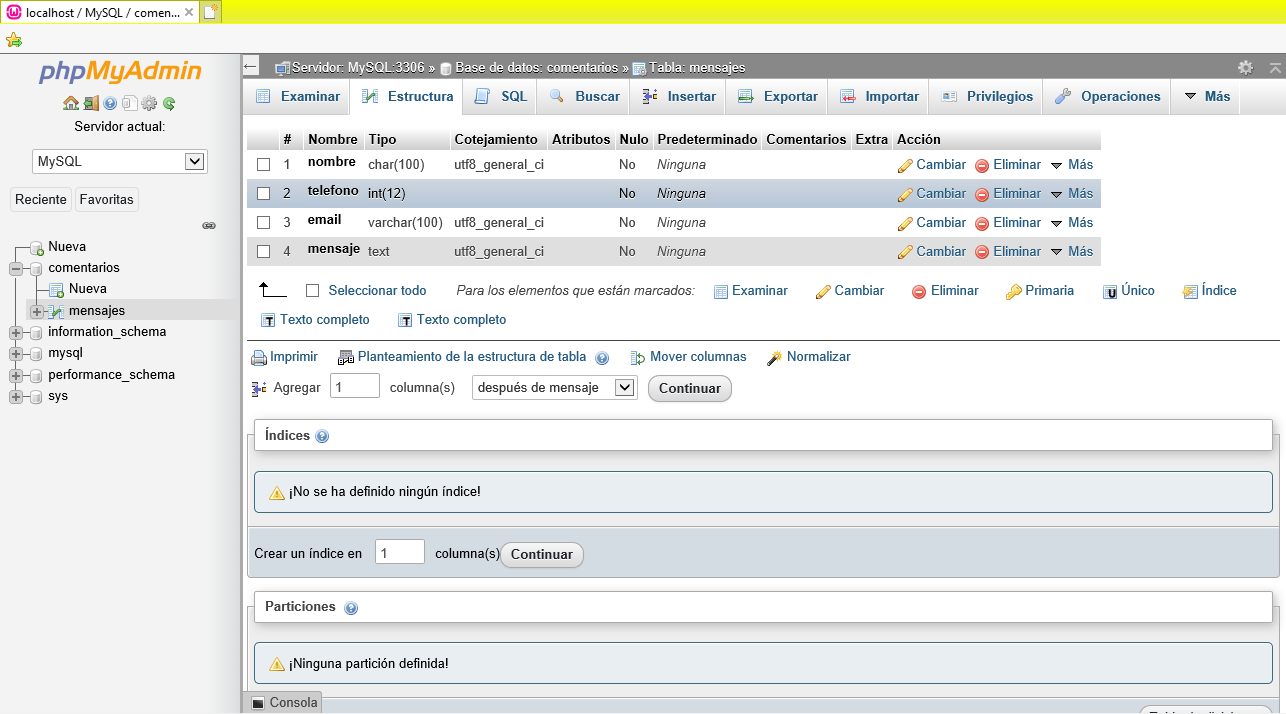 localhost / MySQL / comen...
phpMyAdmin
Servidor actual:
MySQL
Reciente Favoritas
Nueva
comentarios
Nueva
mensajes
information_schema
mysql
performance_schema
sys
Servidor: MySQL:3306 » Base de datos: comentarios » Tabla: mensajes
Examinar Estructura SQL Buscar Insertar Exportar Importar Privilegios Operaciones Más
# Nombre Tipo Cotejamiento Atributos Nulo Predeterminado Comentarios Extra Acción
1 nombre char(100) utf8_general_ci No Ninguna Cambiar Eliminar Más
2 telefono int(12) No Ninguna Cambiar Eliminar Más
3 email varchar(100) utf8_general_ci No Ninguna Cambiar Eliminar Más
4 mensaje text utf8_general_ci No Ninguna Cambiar Eliminar Más
Seleccionar todo Para los elementos que están marcados: Examinar Cambiar Eliminar Primaria Único Índice
Texto completo Texto completo
Imprimir Planteamiento de la estructura de tabla Mover columnas Normalizar
Agregar 1 columna(s) después de mensaje Continuar
Índices
¡No se ha definido ningún índice!
Crear un índice en 1 columna(s) Continuar
Particiones
¡Ninguna partición definida!
Consola